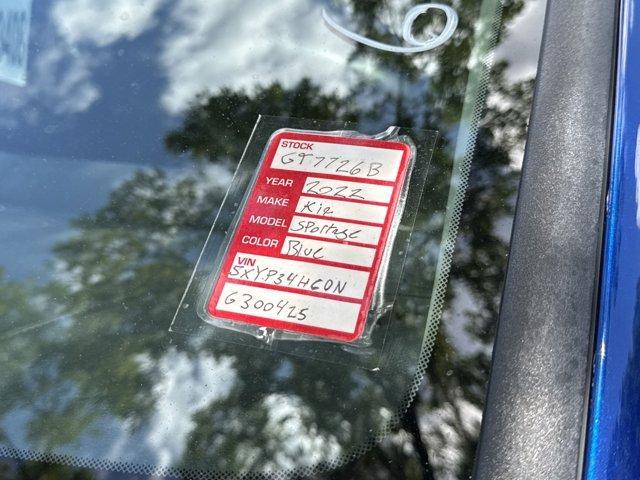 STOCK
GT7726B
YEAR 2022
MAKE Kia
MODEL SPortage
COLOR Blue
VIN
5XYP34HC0N
G300425